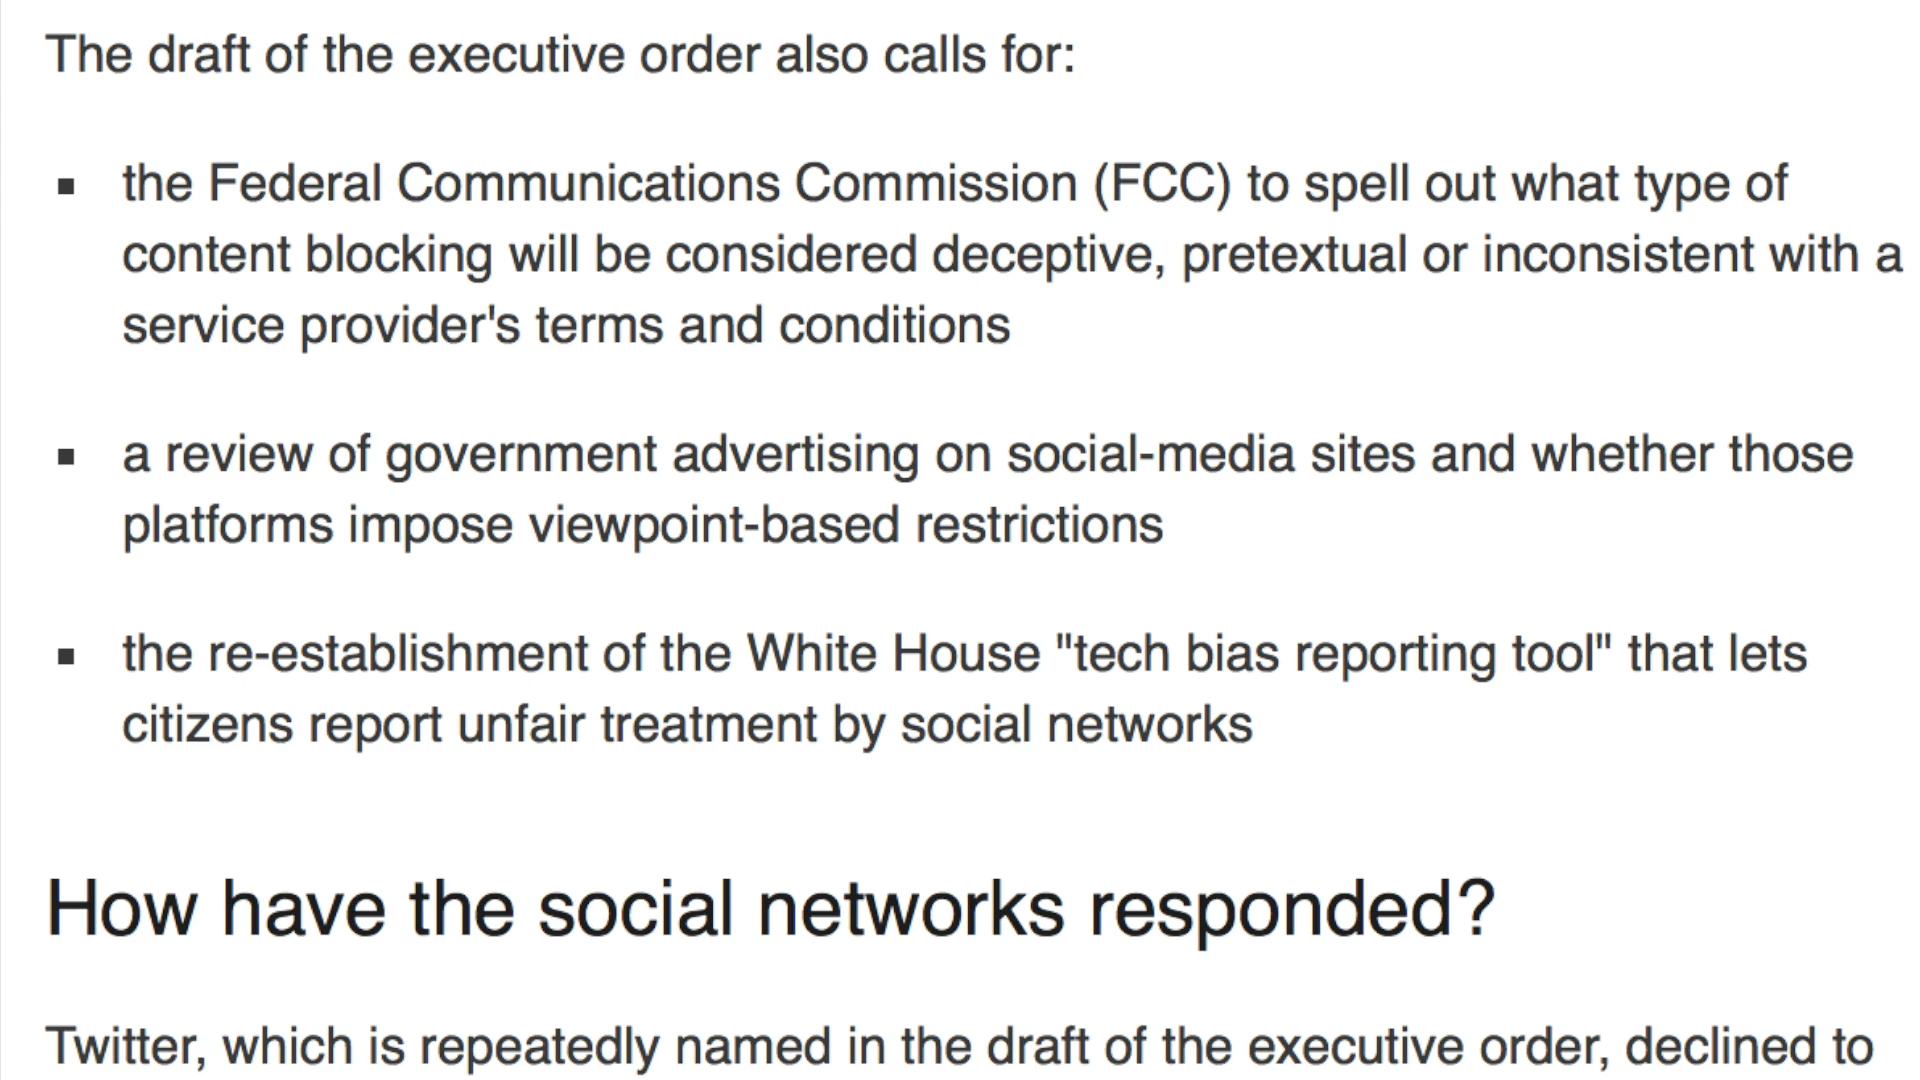 The draft of the executive order also calls for:
▪ the Federal Communications Commission (FCC) to spell out what type of
content blocking will be considered deceptive, pretextual or inconsistent with a
service provider's terms and conditions
▪ a review of government advertising on social-media sites and whether those
platforms impose viewpoint-based restrictions
▪ the re-establishment of the White House "tech bias reporting tool" that lets
citizens report unfair treatment by social networks
How have the social networks responded?
Twitter, which is repeatedly named in the draft of the executive order, declined to